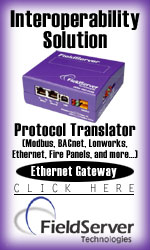 Interoperability
Solution
Protocol Translator
(Modbus, BACnet, Lonworks,
Ethernet, Fire Panels, and more...)
Ethernet Gateway
CLICK HERE
FieldServer
Technologies